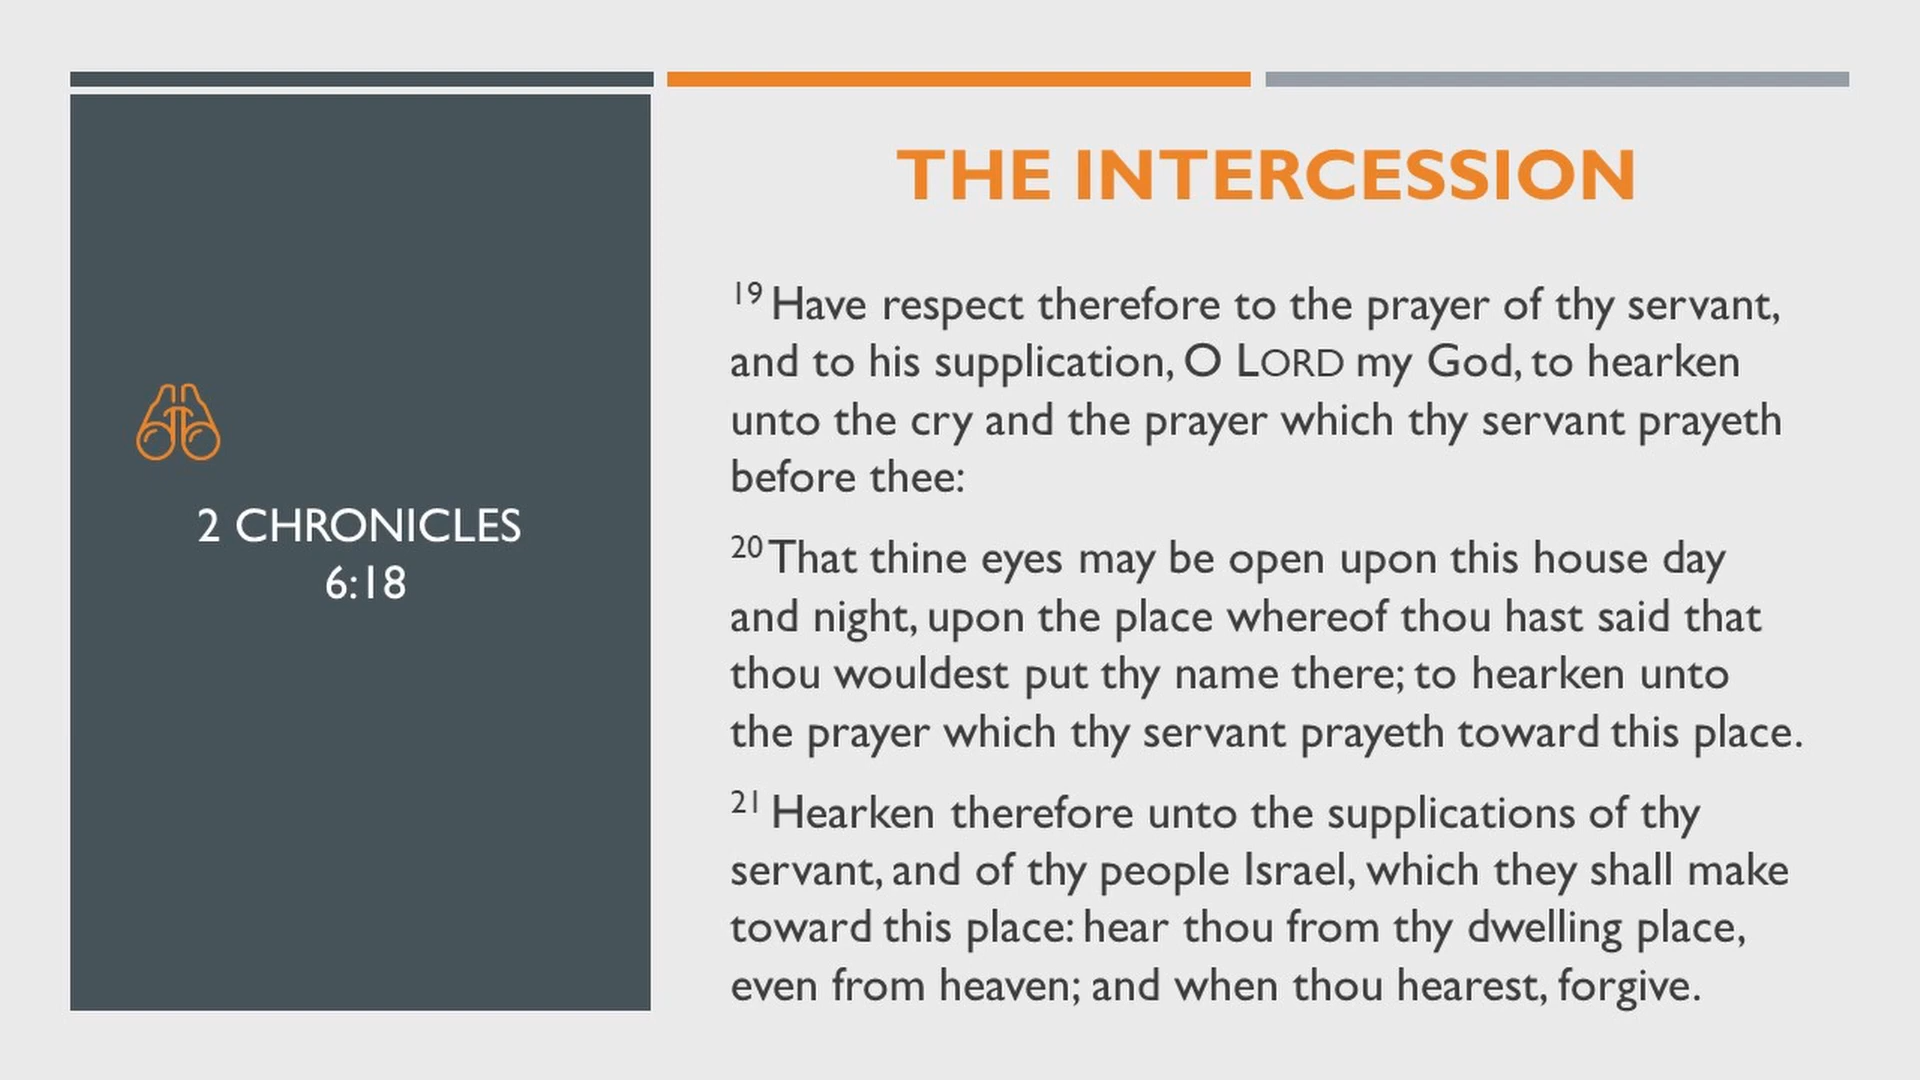 2 CHRONICLES
6:18
THE INTERCESSION
19 Have respect therefore to the prayer of thy servant,
and to his supplication, O LORD my God, to hearken
unto the cry and the prayer which thy servant prayeth
before thee:
20 That thine eyes may be open upon this house day
and night, upon the place whereof thou hast said that
thou wouldest put thy name there; to hearken unto
the prayer which thy servant prayeth toward this place.
21 Hearken therefore unto the supplications of thy
servant, and of thy people Israel, which they shall make
toward this place: hear thou from thy dwelling place,
even from heaven; and when thou hearest, forgive.